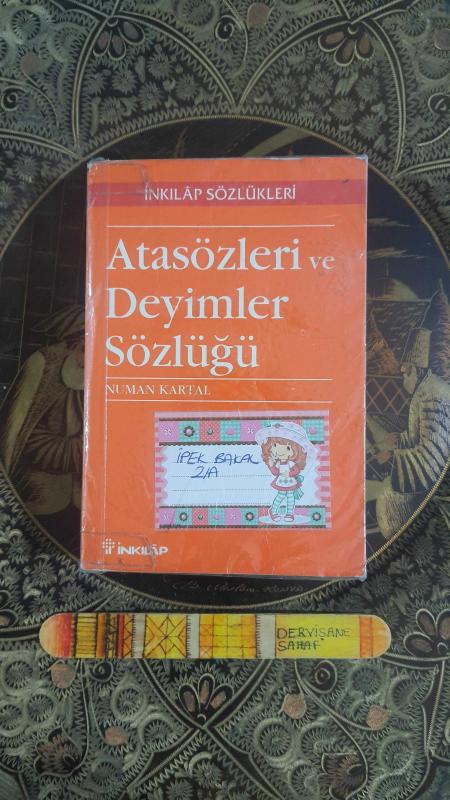 İNKILÂP SÖZLÜKLERİ
Atasözleri ve
Deyimler
Sözlüğü
NUMAN KARTAL
İPEK BAKAL
2/A
İNKILÂP
DERVİŞANE
SAHAF